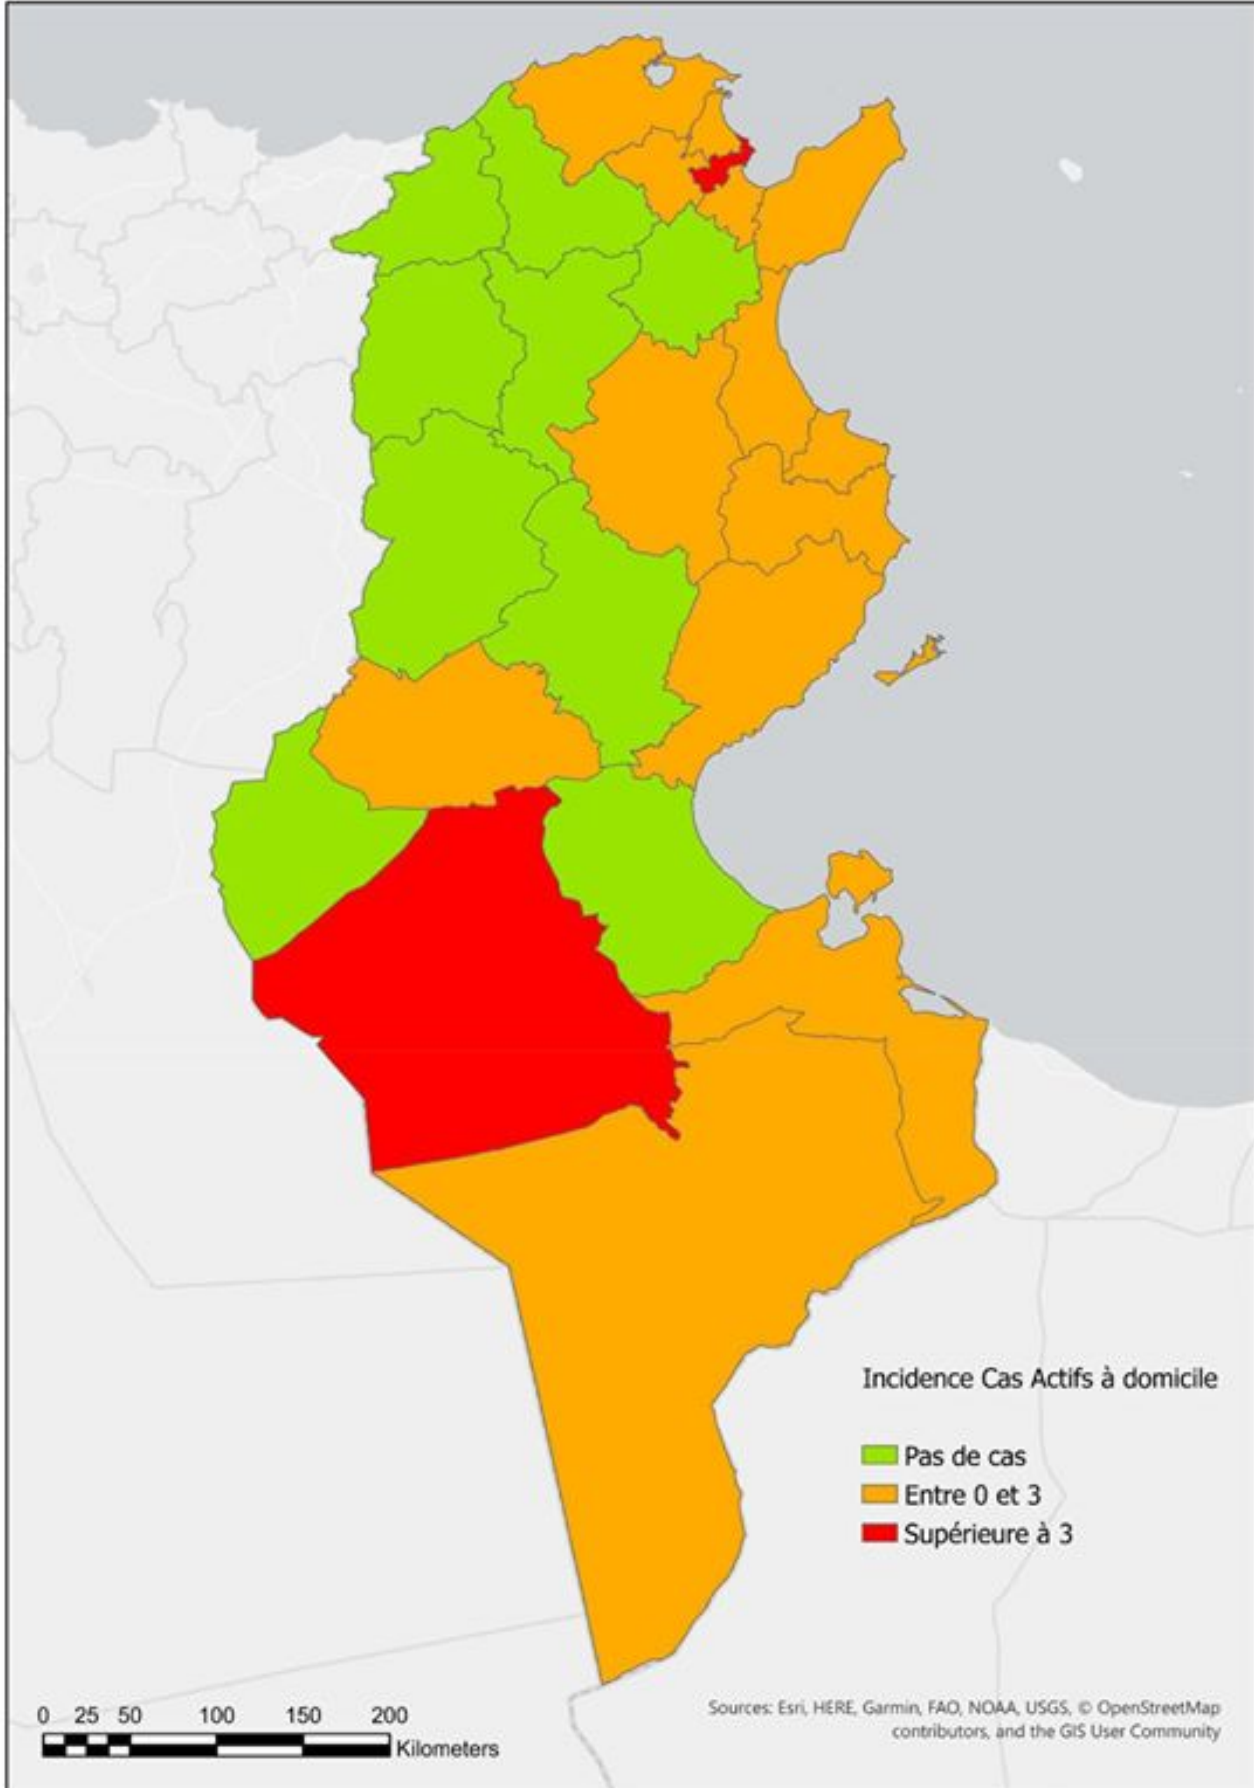 Incidence Cas Actifs à domicile
Pas de cas
Entre 0 et 3
Supérieure à 3
0 25 50 100 150 200
Kilometers
Sources: Esri, HERE, Garmin, FAO, NOAA, USGS, © OpenStreetMap
contributors, and the GIS User Community